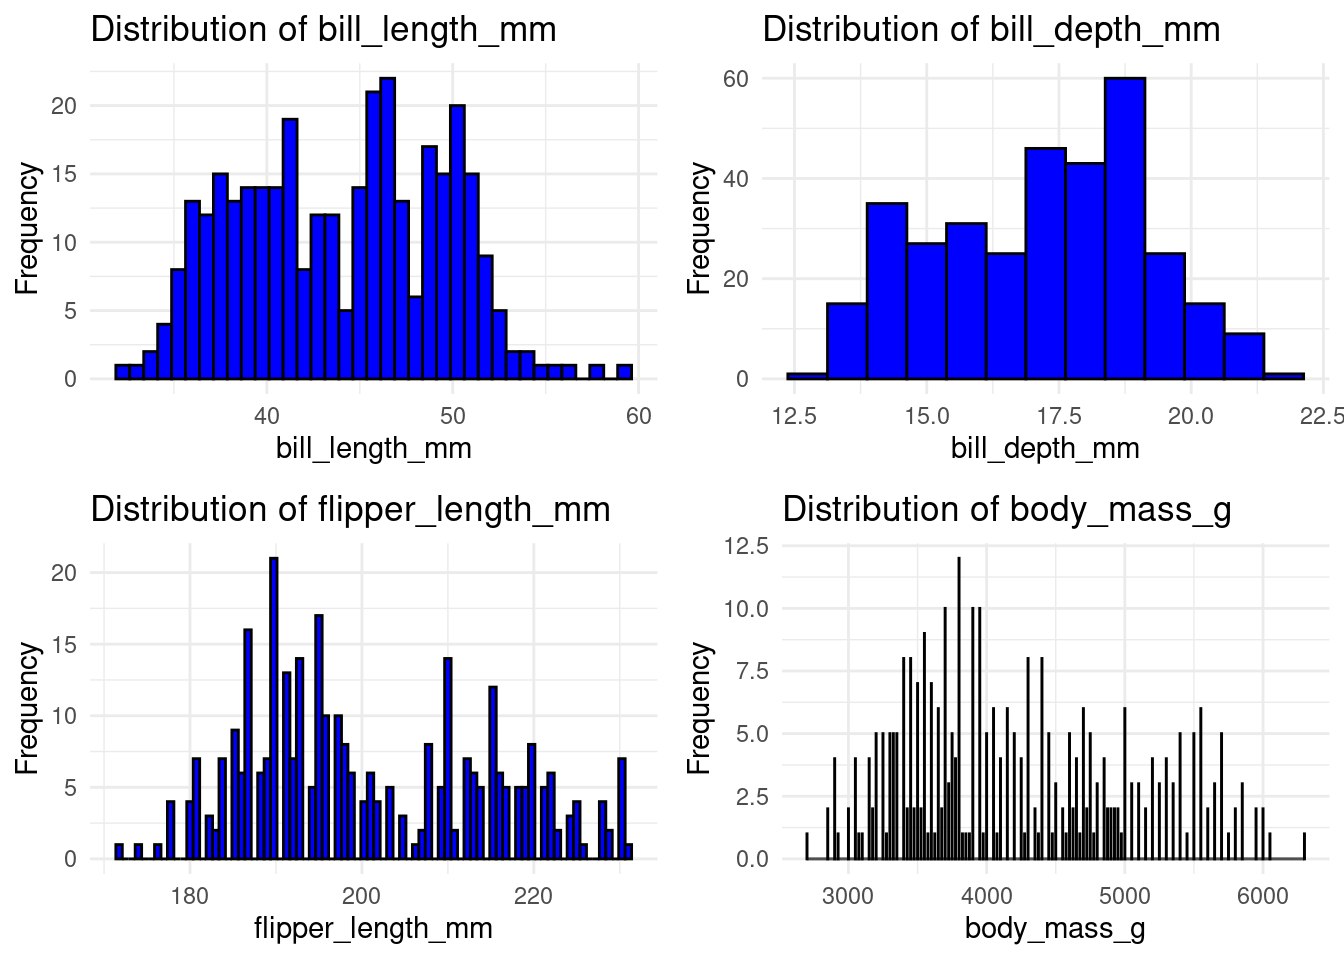 Distribution of bill_length_mm
Frequency
20
15
10
5
0
40 50 60
bill_length_mm
Distribution of bill_depth_mm
Frequency
60
40
20
0
12.5 15.0 17.5 20.0 22.5
bill_depth_mm
Distribution of flipper_length_mm
Frequency
20
15
10
5
0
180 200 220
flipper_length_mm
Distribution of body_mass_g
Frequency
12.5
10.0
7.5
5.0
2.5
0.0
3000 4000 5000 6000
body_mass_g